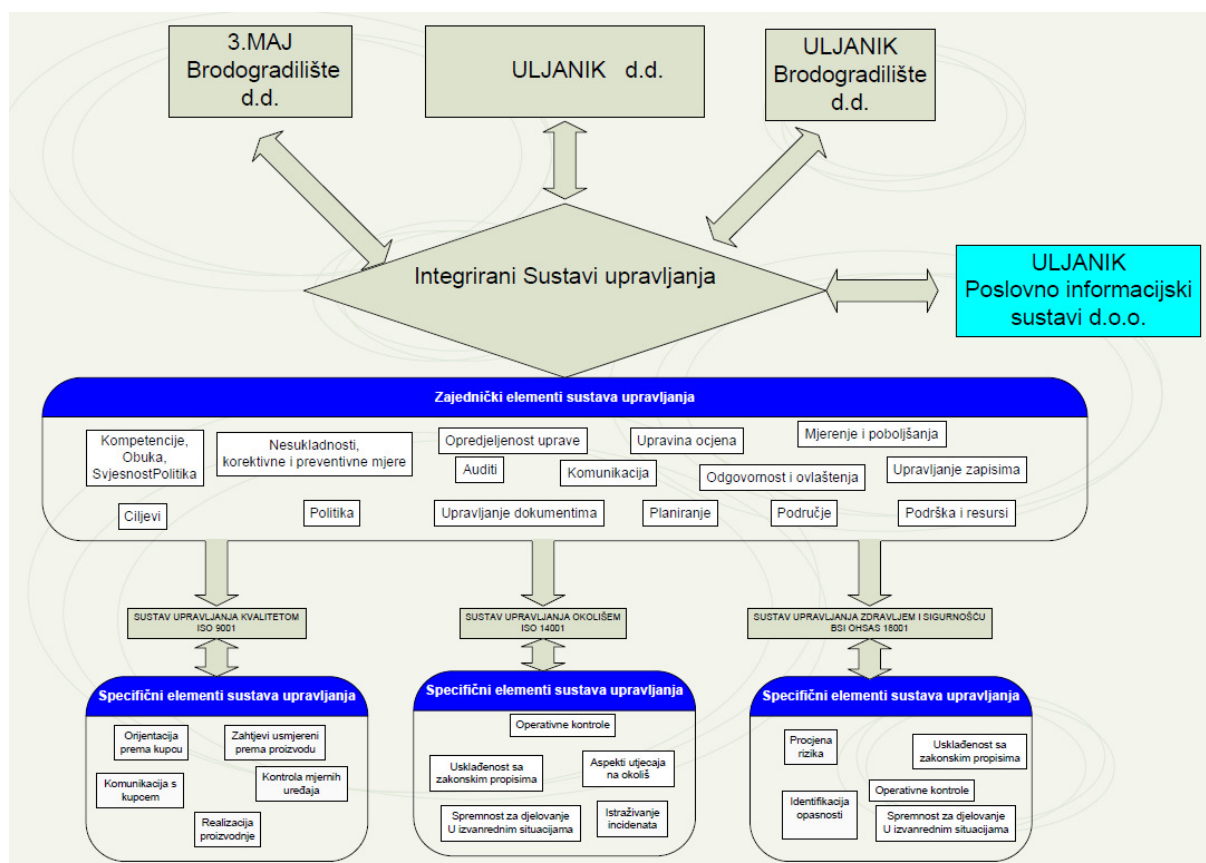 3.MAJ
Brodogradilište
d.d.
ULJANIK d.d.
ULJANIK
Brodogradilište
d.d.
Integrirani Sustavi upravljanja
ULJANIK
Poslovno informacijski
sustavi d.o.o.
Zajednički elementi sustava upravljanja
Kompetencije,
Obuka,
SvjesnostPolitika
Nesukladnosti,
korektivne i preventivne mjere
Opredjeljenost uprave
Upravina ocjena
Mjerenje i poboljšanja
Auditi
Komunikacija
Odgovornost i ovlaštenja
Upravljanje zapisima
Ciljevi
Politika
Upravljanje dokumentima
Planiranje
Područje
Podrška i resursi
SUSTAV UPRAVLJANJA KVALITETOM
ISO 9001
SUSTAV UPRAVLJANJA OKOLIŠEM
ISO 14001
SUSTAV UPRAVLJANJA ZDRAVLJEM I SIGURNOŠĆU
BSI OHSAS 18001
Specifični elementi sustava upravljanja
Orijentacija
prema kupcu
Zahtjevi usmjereni
prema proizvodu
Komunikacija s
kupoem
Kontrola mjernih
uređaja
Realizacija
proizvodnje
Specifični elementi sustava upravljanja
Operativne kontrole
Usklađenost sa
zakonskim propisima
Aspekti utjecaja
na okoliš
Spremnost za djelovanje
U izvanrednim situacijama
Istraživanje
incidenata
Specifični elementi sustava upravljanja
Procjena
rizika
Usklađenost sa
zakonskim propisima
Operativne kontrole
Identifikacija
opasnosti
Spremnost za djelovanje
U izvanrednim situacijama